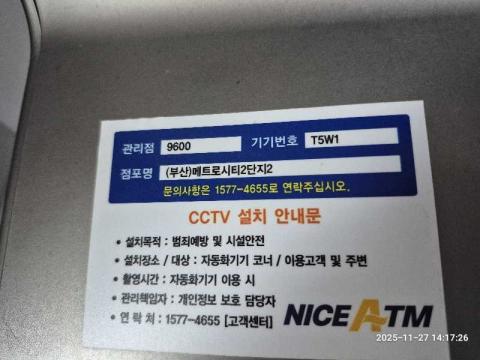 관리점 9600 기기번호 T5W1
점포명 (부산)메트로시티2단지2
문의사항은 1577-4655로 연락주십시오.
CCTV 설치 안내문
• 설치목적 : 범죄예방 및 시설안전
• 설치장소 / 대상 : 자동화기기 코너 / 이용고객 및 주변
• 촬영시간 : 자동화기기 이용 시
• 관리책임자 : 개인정보 보호 담당자
• 연 락 처 : 1577-4655 [고객센터]
NICE ATM
2025-11-27 14:17:26